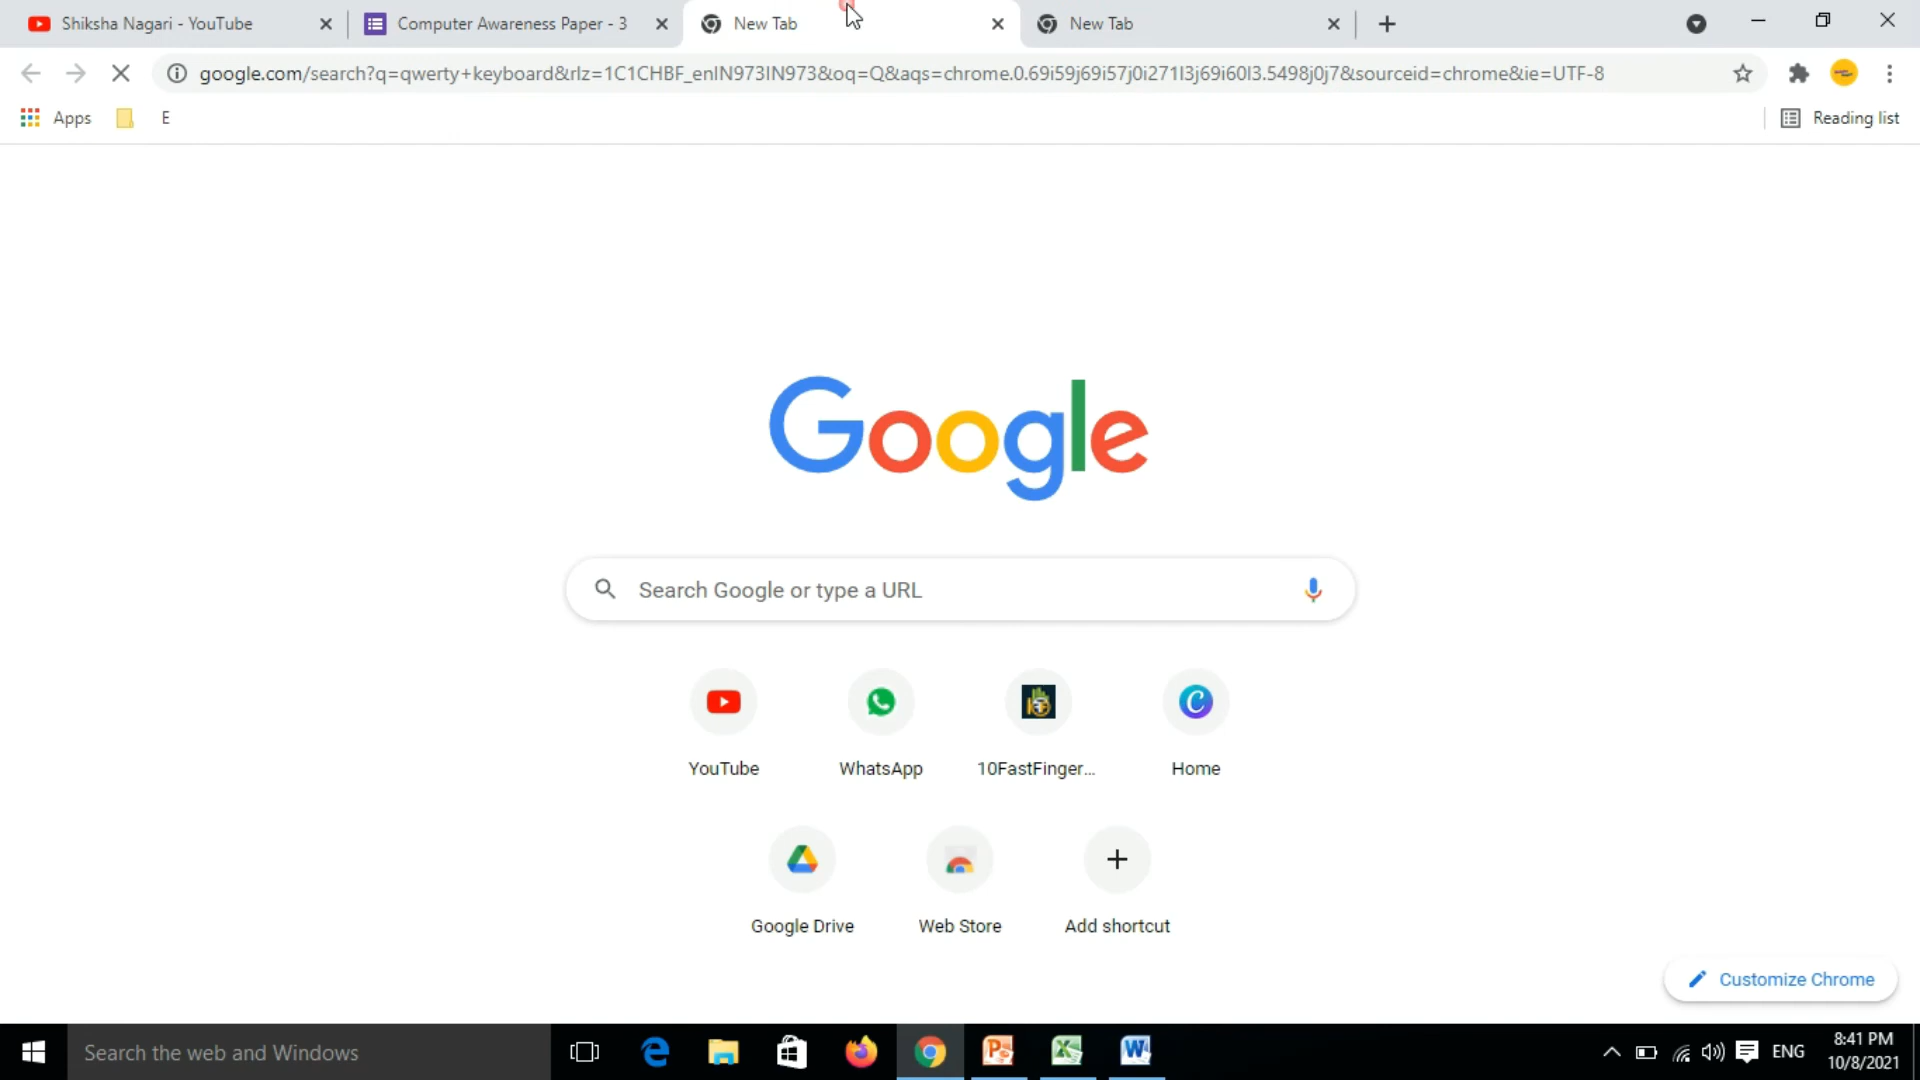 Shiksha Nagari - YouTube
Computer Awareness Paper - 3
New Tab
New Tab
google.com/search?q=qwerty+keyboard&rlz=1C1CHBF_enIN973IN973&oq=Q&aqs=chrome.0.69i59j69i57j0i271l3j69i60l3.5498j0j7&sourceid=chrome&ie=UTF-8
Apps
E
Reading list
Google
Search Google or type a URL
YouTube
WhatsApp
10FastFinger...
Home
Google Drive
Web Store
Add shortcut
Customize Chrome
Search the web and Windows
ENG
8:41 PM
10/8/2021